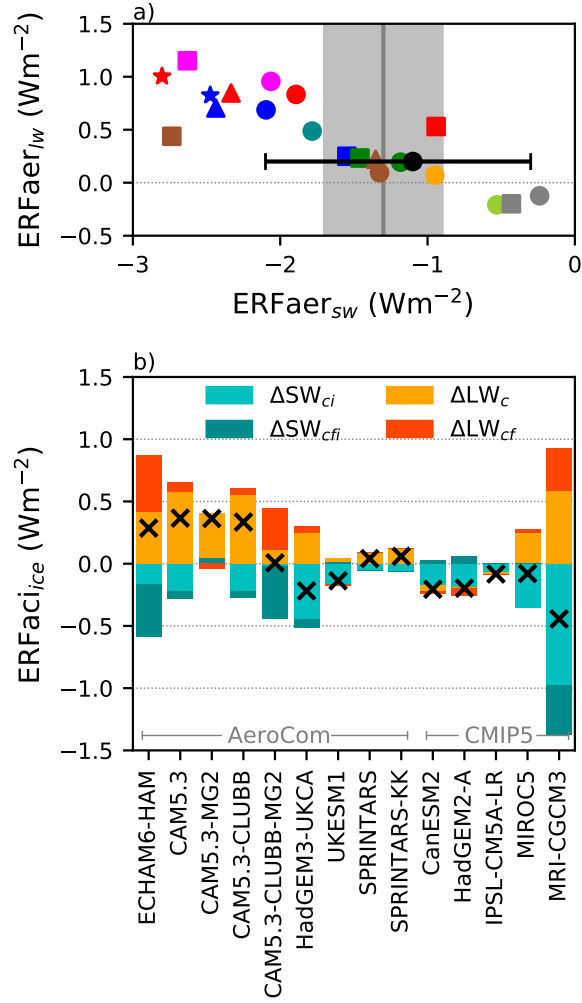 a)
1.5
1.0
0.5
0.0
−0.5
ERFaer_lw (Wm⁻²)
−3
−2
−1
0
ERFaer_sw (Wm⁻²)
b)
1.5
1.0
0.5
0.0
−0.5
−1.0
−1.5
ERFaci_ice (Wm⁻²)
ΔSW_ci
ΔLW_c
ΔSW_cfi
ΔLW_cf
AeroCom
CMIP5
ECHAM6-HAM
CAM5.3
CAM5.3-MG2
CAM5.3-CLUBB
CAM5.3-CLUBB-MG2
HadGEM3-UKCA
UKESM1
SPRINTARS
SPRINTARS-KK
CanESM2
HadGEM2-A
IPSL-CM5A-LR
MIROC5
MRI-CGCM3